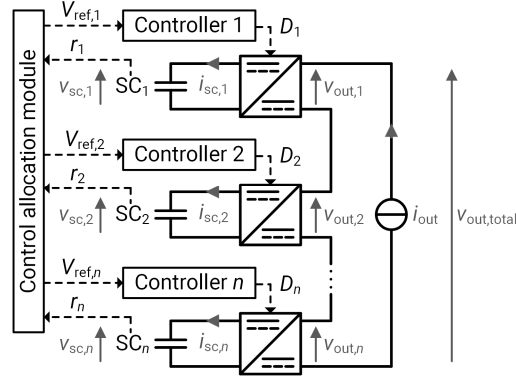 Control allocation module
V_ref,1
Controller 1
D_1
r_1
v_sc,1
SC_1
i_sc,1
v_out,1
V_ref,2
Controller 2
D_2
r_2
v_sc,2
SC_2
i_sc,2
v_out,2
i_out
v_out,total
V_ref,n
Controller n
D_n
r_n
v_sc,n
SC_n
i_sc,n
v_out,n